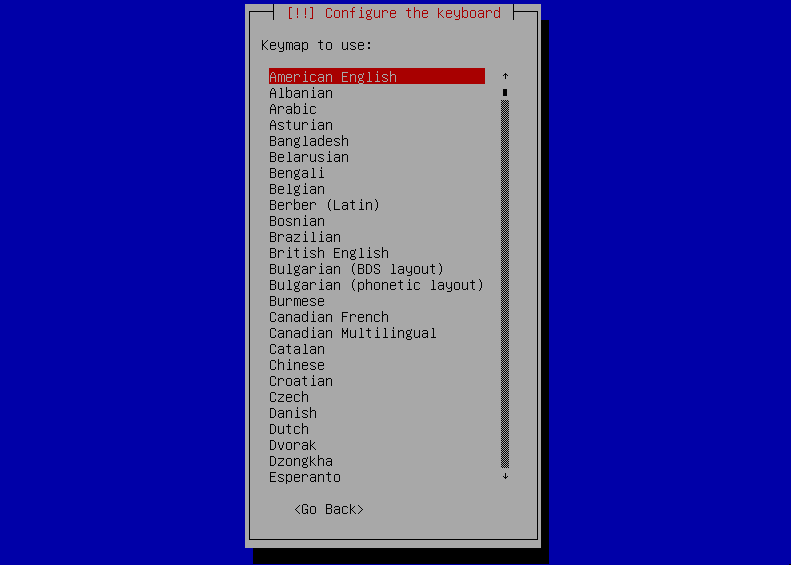 [!!] Configure the keyboard
Keymap to use:
American English
Albanian
Arabic
Asturian
Bangladesh
Belarusian
Bengali
Belgian
Berber (Latin)
Bosnian
Brazilian
British English
Bulgarian (BDS layout)
Bulgarian (phonetic layout)
Burmese
Canadian French
Canadian Multilingual
Catalan
Chinese
Croatian
Czech
Danish
Dutch
Dvorak
Dzongkha
Esperanto
<Go Back>